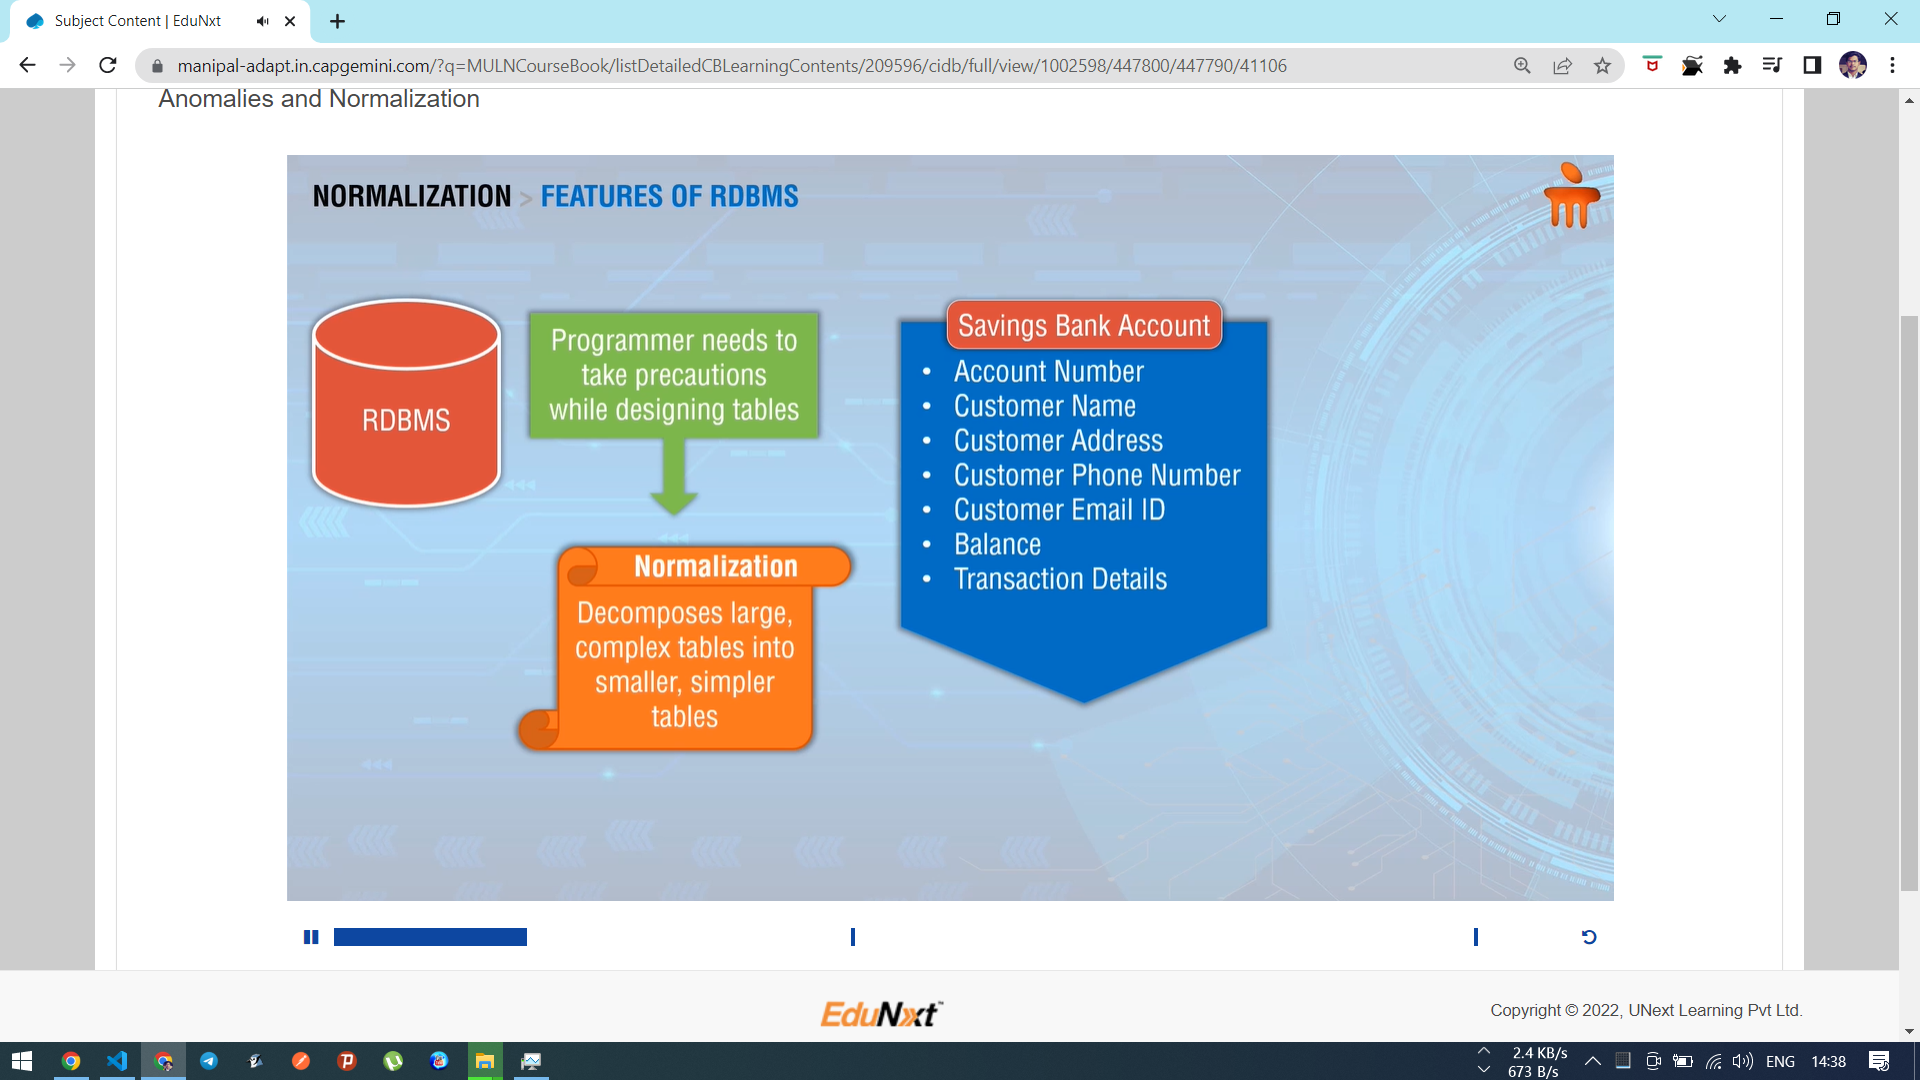 Subject Content | EduNxt
manipal-adapt.in.capgemini.com/?q=MULNCourseBook/listDetailedCBLearningContents/209596/cidb/full/view/1002598/447800/447790/41106
Anomalies and Normalization
NORMALIZATION > FEATURES OF RDBMS
RDBMS
Programmer needs to
take precautions
while designing tables
Normalization
Decomposes large,
complex tables into
smaller, simpler
tables
Savings Bank Account
• Account Number
• Customer Name
• Customer Address
• Customer Phone Number
• Customer Email ID
• Balance
• Transaction Details
EduNxt™
Copyright © 2022, UNext Learning Pvt Ltd.
2.4 KB/s
673 B/s
ENG
14:38